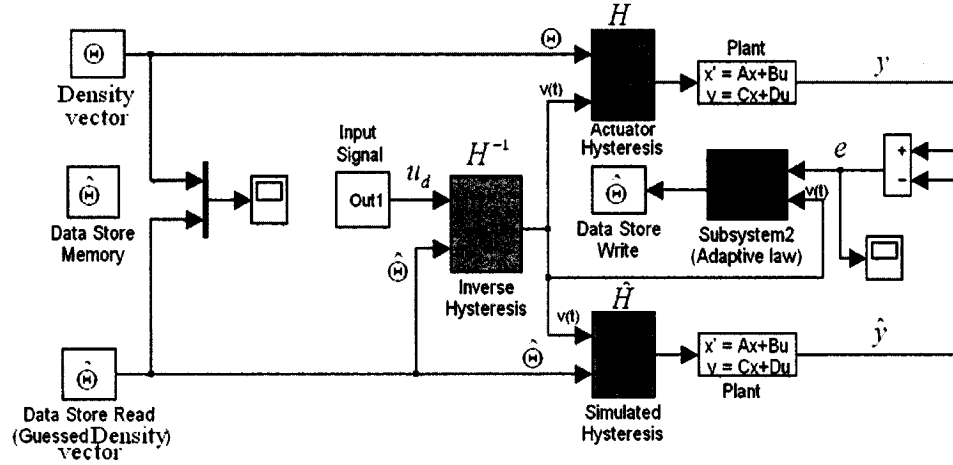 Θ
Density
vector
Θ
v(t)
H
Actuator
Hysteresis
Plant
x' = Ax+Bu
y = Cx+Du
y
Θ̂
Data Store
Memory
Input
Signal
Out1
u_d
H⁻¹
Inverse
Hysteresis
Θ̂
Θ̂
Data Store
Write
Subsystem2
(Adaptive law)
v(t)
e
+
−
Θ̂
Data Store Read
(Guessed Density)
vector
v(t)
Θ̂
Ĥ
Simulated
Hysteresis
x' = Ax+Bu
y = Cx+Du
Plant
ŷ